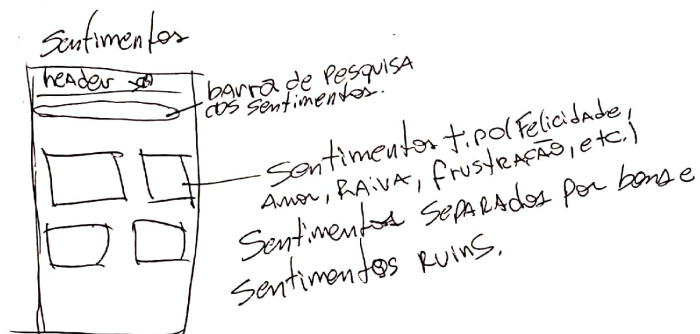 Sentimentos
header
barra de Pesquisa
dos Sentimentos.
Sentimentos tipo (Felicidade,
Amor, RAiVA, frustRAÇÃO, etc.)
Sentimentos SEPARAdos Por bons e
Sentimentos RUINS.